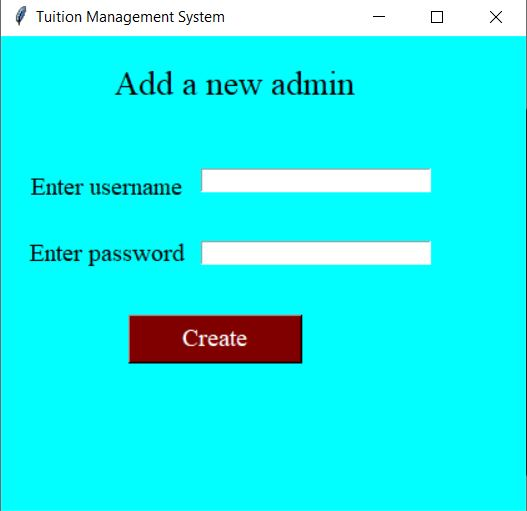 Tuition Management System
Add a new admin
Enter username
Enter password
Create